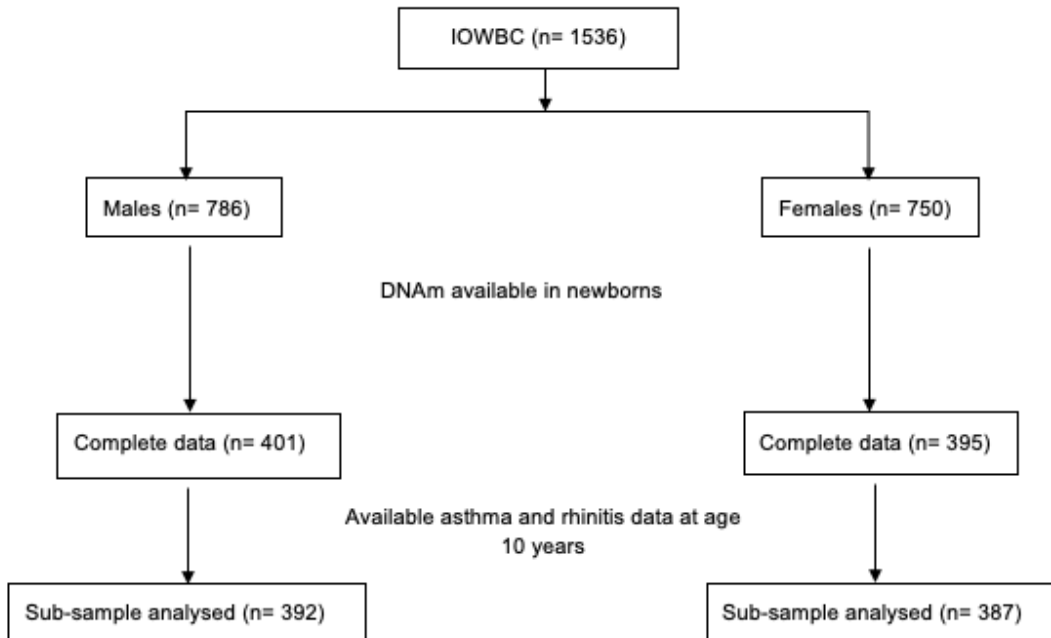 IOWBC (n= 1536)
Males (n= 786)
Females (n= 750)
DNAm available in newborns
Complete data (n= 401)
Complete data (n= 395)
Available asthma and rhinitis data at age
10 years
Sub-sample analysed (n= 392)
Sub-sample analysed (n= 387)